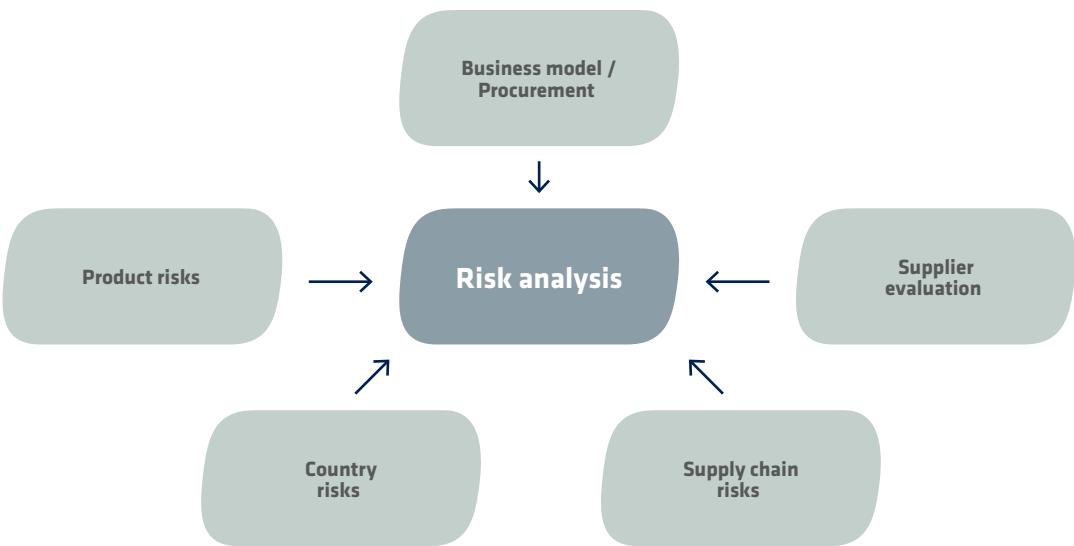 Business model /
Procurement
Product risks
Risk analysis
Supplier
evaluation
Country
risks
Supply chain
risks